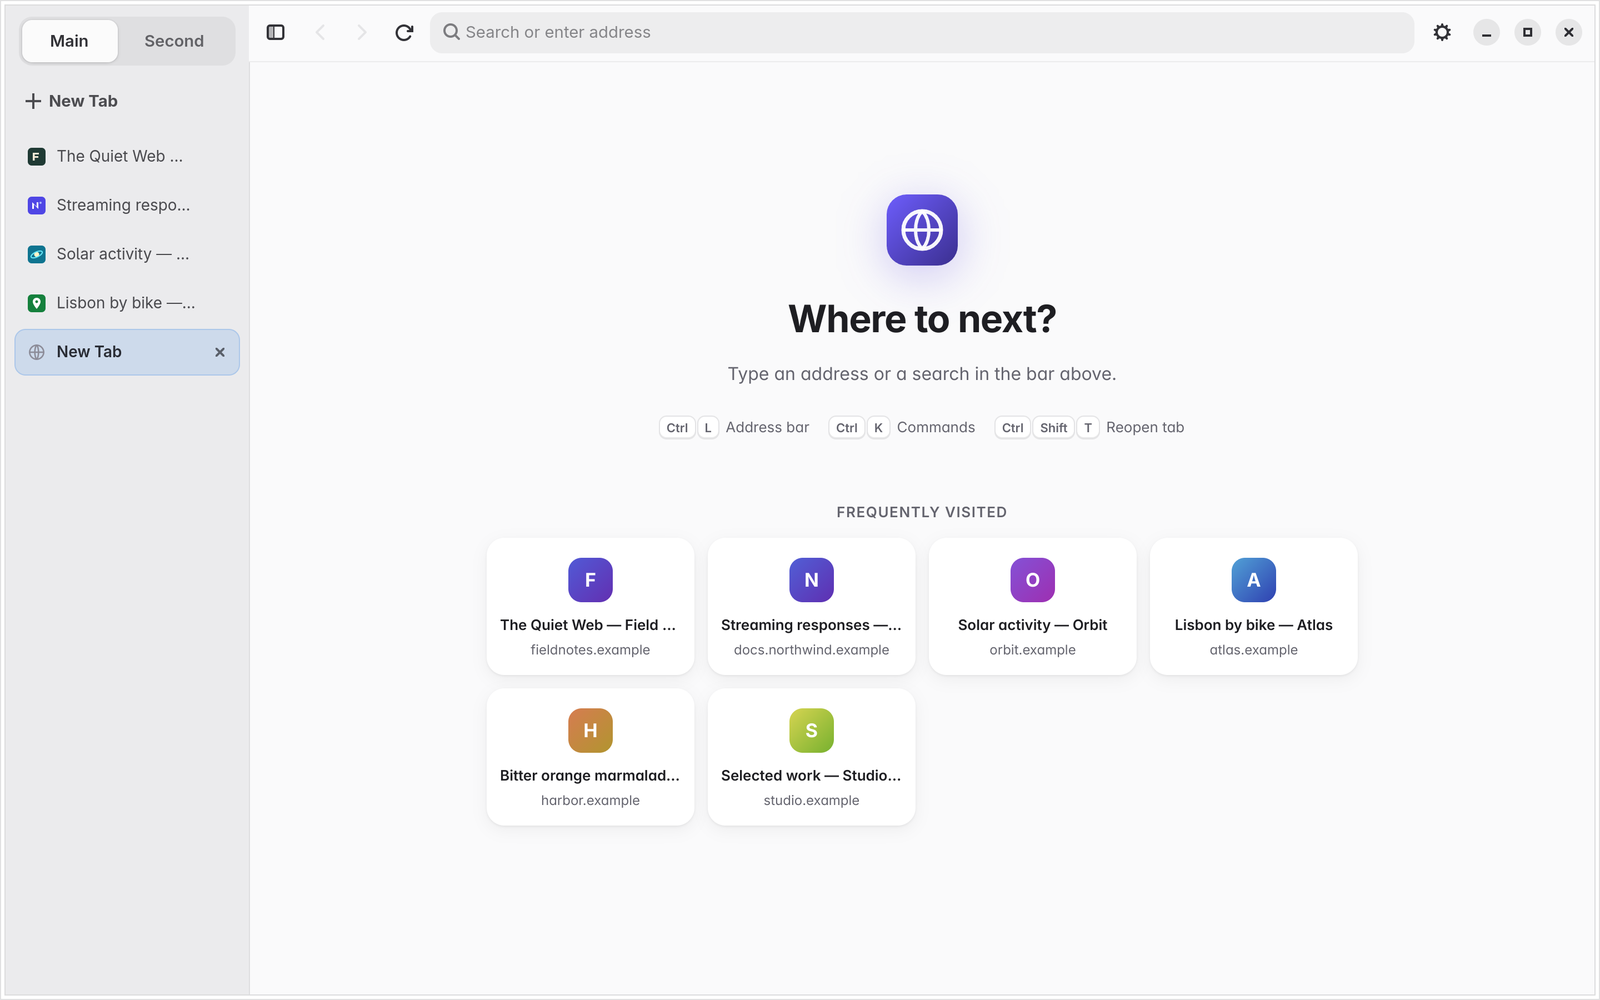 Main
Second
Search or enter address
New Tab
F
The Quiet Web ...
N
Streaming respo...
Solar activity — ...
Lisbon by bike —...
New Tab
Where to next?
Type an address or a search in the bar above.
Ctrl L Address bar Ctrl K Commands Ctrl Shift T Reopen tab
FREQUENTLY VISITED
F
The Quiet Web — Field ...
fieldnotes.example
N
Streaming responses —...
docs.northwind.example
O
Solar activity — Orbit
orbit.example
A
Lisbon by bike — Atlas
atlas.example
H
Bitter orange marmalad...
harbor.example
S
Selected work — Studio...
studio.example